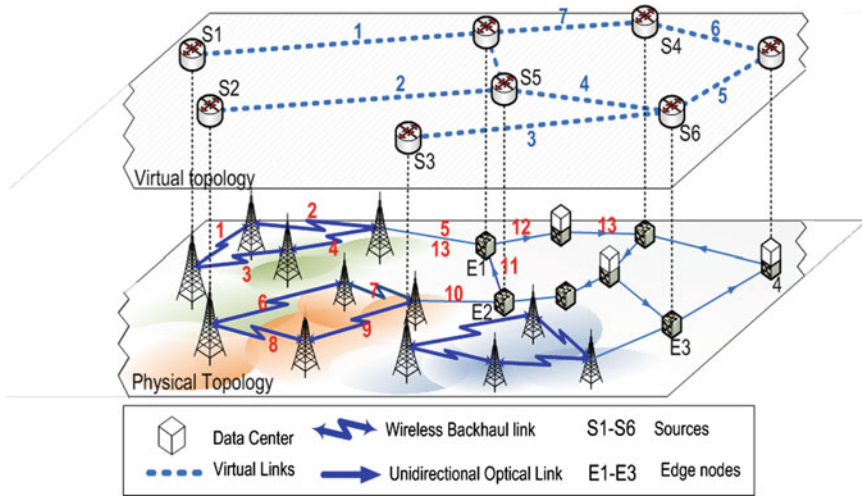 S1
1
7
S4
6
S2
2
S5
4
5
3
S6
S3
Virtual topology
2
1
4
3
5
13
12
13
E1
11
6
7
10
E2
4
8
9
E3
Physical Topology
Data Center
Wireless Backhaul link
S1-S6 Sources
Virtual Links
Unidirectional Optical Link
E1-E3 Edge nodes